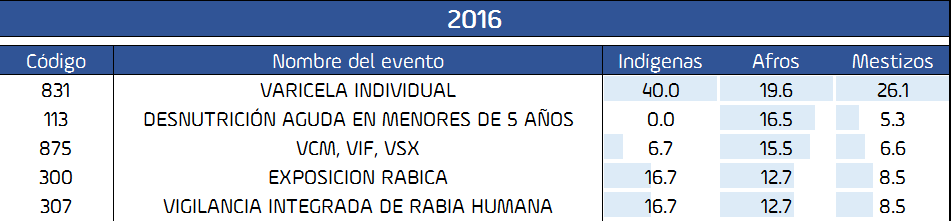 2016
Código Nombre del evento Indígenas Afros Mestizos
831 VARICELA INDIVIDUAL 40.0 19.6 26.1
113 DESNUTRICIÓN AGUDA EN MENORES DE 5 AÑOS 0.0 16.5 5.3
875 VCM, VIF, VSX 6.7 15.5 6.6
300 EXPOSICION RABICA 16.7 12.7 8.5
307 VIGILANCIA INTEGRADA DE RABIA HUMANA 16.7 12.7 8.5